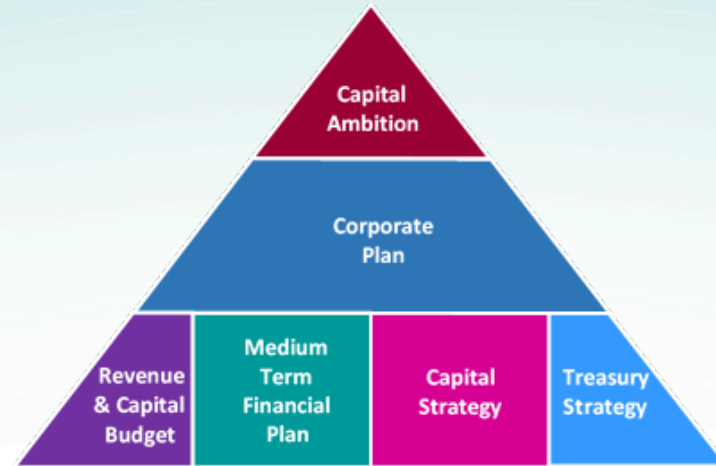 Capital
Ambition
Corporate
Plan
Revenue
& Capital
Budget
Medium
Term
Financial
Plan
Capital
Strategy
Treasury
Strategy